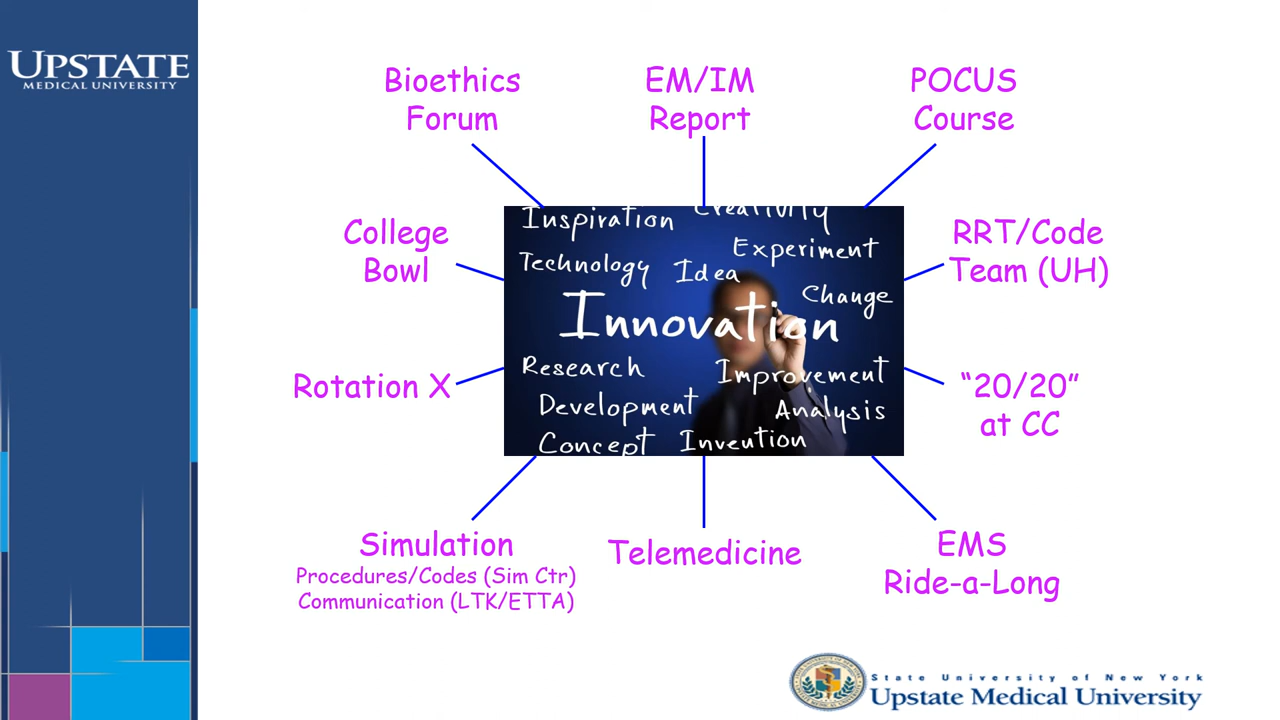 UPSTATE
MEDICAL UNIVERSITY
Bioethics
Forum
EM/IM
Report
POCUS
Course
College
Bowl
RRT/Code
Team (UH)
Inspiration
Creativity
Experiment
Technology
Idea
Change
Innovation
Research
Improvement
Development
Analysis
Concept
Invention
Rotation X
“20/20”
at CC
Simulation
Procedures/Codes (Sim Ctr)
Communication (LTK/ETTA)
Telemedicine
EMS
Ride-a-Long
State University of New York
Upstate Medical University